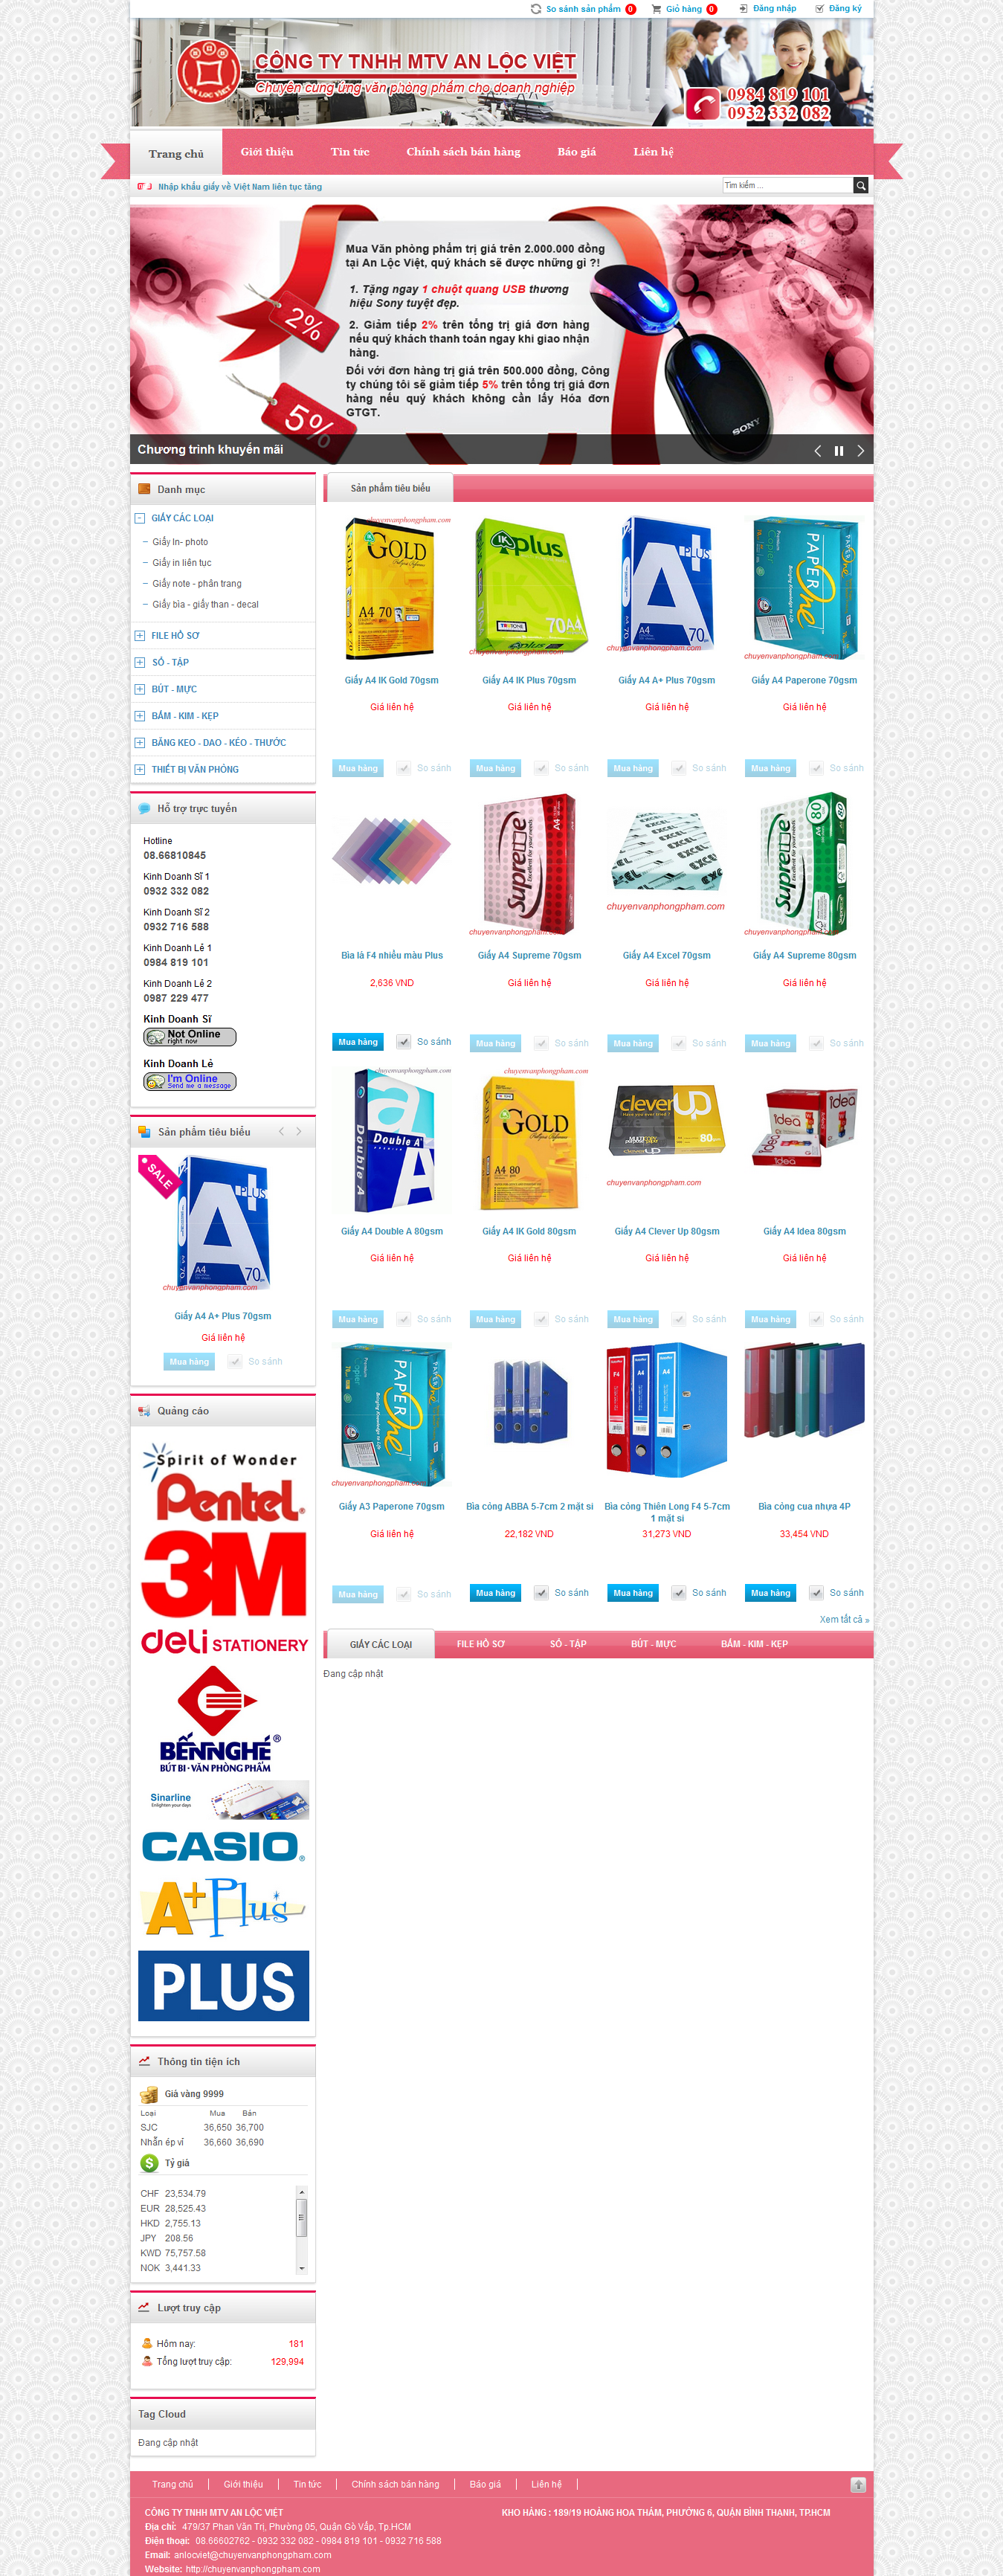 So sánh sản phẩm 0 Giỏ hàng 0 Đăng nhập Đăng ký
AN LỘC VIỆT
CÔNG TY TNHH MTV AN LỘC VIỆT
Chuyên cung ứng văn phòng phẩm cho doanh nghiệp
0984 819 101
0932 332 082
Trang chủ Giới thiệu Tin tức Chính sách bán hàng Báo giá Liên hệ
Nhập khẩu giấy về Việt Nam liên tục tăng
Tìm kiếm ...
Mua Văn phòng phẩm trị giá trên 2.000.000 đồng
tại An Lộc Việt, quý khách sẽ được những gì ?!
1. Tặng ngay 1 chuột quang USB thương
hiệu Sony tuyệt đẹp.
2. Giảm tiếp 2% trên tổng trị giá đơn hàng
nếu quý khách thanh toán ngay khi giao nhận
hàng.
Đối với đơn hàng trị giá trên 500.000 đồng, Công
ty chúng tôi sẽ giảm tiếp 5% trên tổng trị giá đơn
hàng nếu quý khách không cần lấy Hóa đơn
GTGT.
2%
5%
SONY
Chương trình khuyến mãi
Danh mục
GIẤY CÁC LOẠI
Giấy In- photo
Giấy in liên tục
Giấy note - phân trang
Giấy bìa - giấy than - decal
FILE HỒ SƠ
SỔ - TẬP
BÚT - MỰC
BẤM - KIM - KẸP
BĂNG KEO - DAO - KÉO - THƯỚC
THIẾT BỊ VĂN PHÒNG
Hỗ trợ trực tuyến
Hotline
08.66810845
Kinh Doanh Sĩ 1
0932 332 082
Kinh Doanh Sĩ 2
0932 716 588
Kinh Doanh Lẻ 1
0984 819 101
Kinh Doanh Lẻ 2
0987 229 477
Kinh Doanh Sĩ
Not Online
right now
Kinh Doanh Lẻ
I'm Online
Send me a message
Sản phẩm tiêu biểu
SALE
A PLUS
A4 70
chuyenvanphongpham.com
Giấy A4 A+ Plus 70gsm
Giá liên hệ
Mua hàng So sánh
Quảng cáo
Spirit of Wonder
Pentel®
3M
deli STATIONERY
BẾNNGHÉ®
BÚT BI - VĂN PHÒNG PHẨM
Sinarline
Enlighten your days
CASIO®
A+Plus
PLUS
Thông tin tiện ích
Giá vàng 9999
Loại Mua Bán
SJC 36,650 36,700
Nhẫn ép vỉ 36,660 36,690
Tỷ giá
CHF 23,534.79
EUR 28,525.43
HKD 2,755.13
JPY 208.56
KWD 75,757.58
NOK 3,441.33
Lượt truy cập
Hôm nay: 181
Tổng lượt truy cập: 129,994
Tag Cloud
Đang cập nhật
Sản phẩm tiêu biểu
Giấy A4 IK Gold 70gsm Giấy A4 IK Plus 70gsm Giấy A4 A+ Plus 70gsm Giấy A4 Paperone 70gsm
Giá liên hệ Giá liên hệ Giá liên hệ Giá liên hệ
Mua hàng So sánh Mua hàng So sánh Mua hàng So sánh Mua hàng So sánh
Bìa lá F4 nhiều màu Plus Giấy A4 Supreme 70gsm Giấy A4 Excel 70gsm Giấy A4 Supreme 80gsm
2,636 VND Giá liên hệ Giá liên hệ Giá liên hệ
Mua hàng So sánh Mua hàng So sánh Mua hàng So sánh Mua hàng So sánh
Giấy A4 Double A 80gsm Giấy A4 IK Gold 80gsm Giấy A4 Clever Up 80gsm Giấy A4 Idea 80gsm
Giá liên hệ Giá liên hệ Giá liên hệ Giá liên hệ
Mua hàng So sánh Mua hàng So sánh Mua hàng So sánh Mua hàng So sánh
Giấy A3 Paperone 70gsm Bìa còng ABBA 5-7cm 2 mặt si Bìa còng Thiên Long F4 5-7cm 1 mặt si Bìa còng cua nhựa 4P
Giá liên hệ 22,182 VND 31,273 VND 33,454 VND
Mua hàng So sánh Mua hàng So sánh Mua hàng So sánh Mua hàng So sánh
Xem tất cả »
GIẤY CÁC LOẠI FILE HỒ SƠ SỔ - TẬP BÚT - MỰC BẤM - KIM - KẸP
Đang cập nhật
Trang chủ Giới thiệu Tin tức Chính sách bán hàng Báo giá Liên hệ
CÔNG TY TNHH MTV AN LỘC VIỆT
Địa chỉ: 479/37 Phan Văn Trị, Phường 05, Quận Gò Vấp, Tp.HCM
Điện thoại: 08.66602762 - 0932 332 082 - 0984 819 101 - 0932 716 588
Email: anlocviet@chuyenvanphongpham.com
Website: http://chuyenvanphongpham.com
KHO HÀNG : 189/19 HOÀNG HOA THÁM, PHƯỜNG 6, QUẬN BÌNH THẠNH, TP.HCM